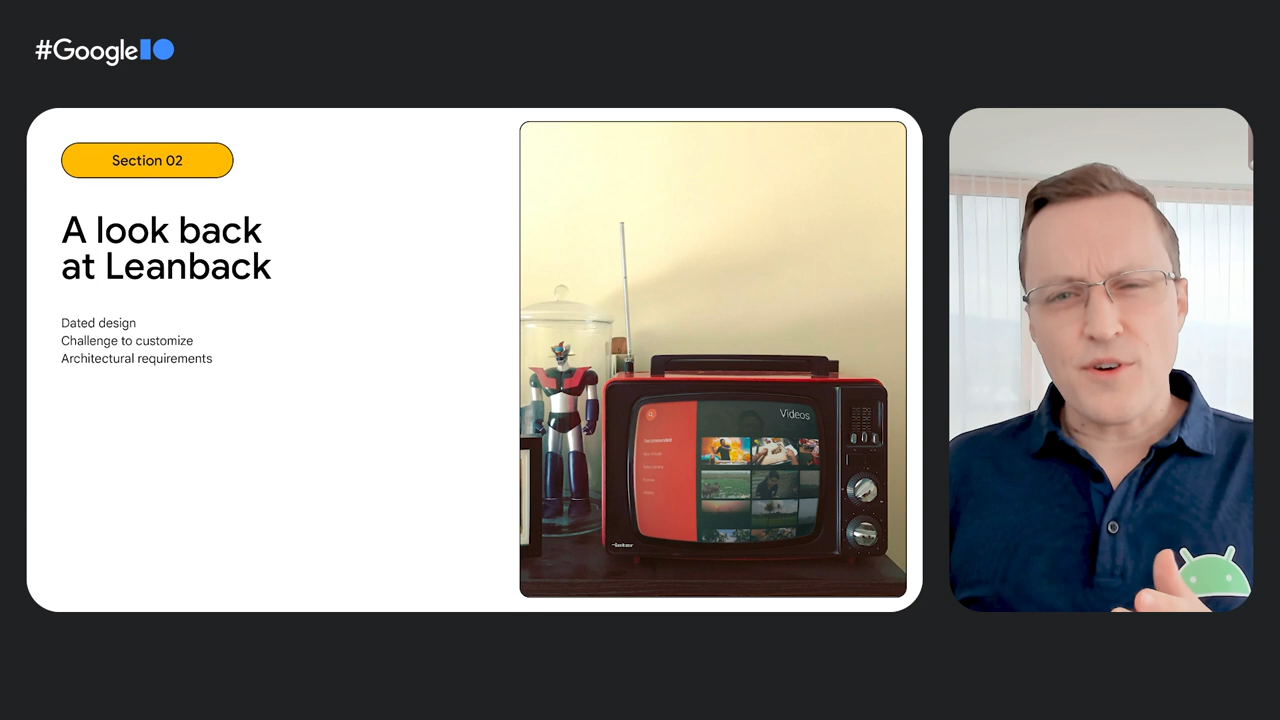 #GoogleIO
Section 02
A look back
at Leanback
Dated design
Challenge to customize
Architectural requirements
Videos